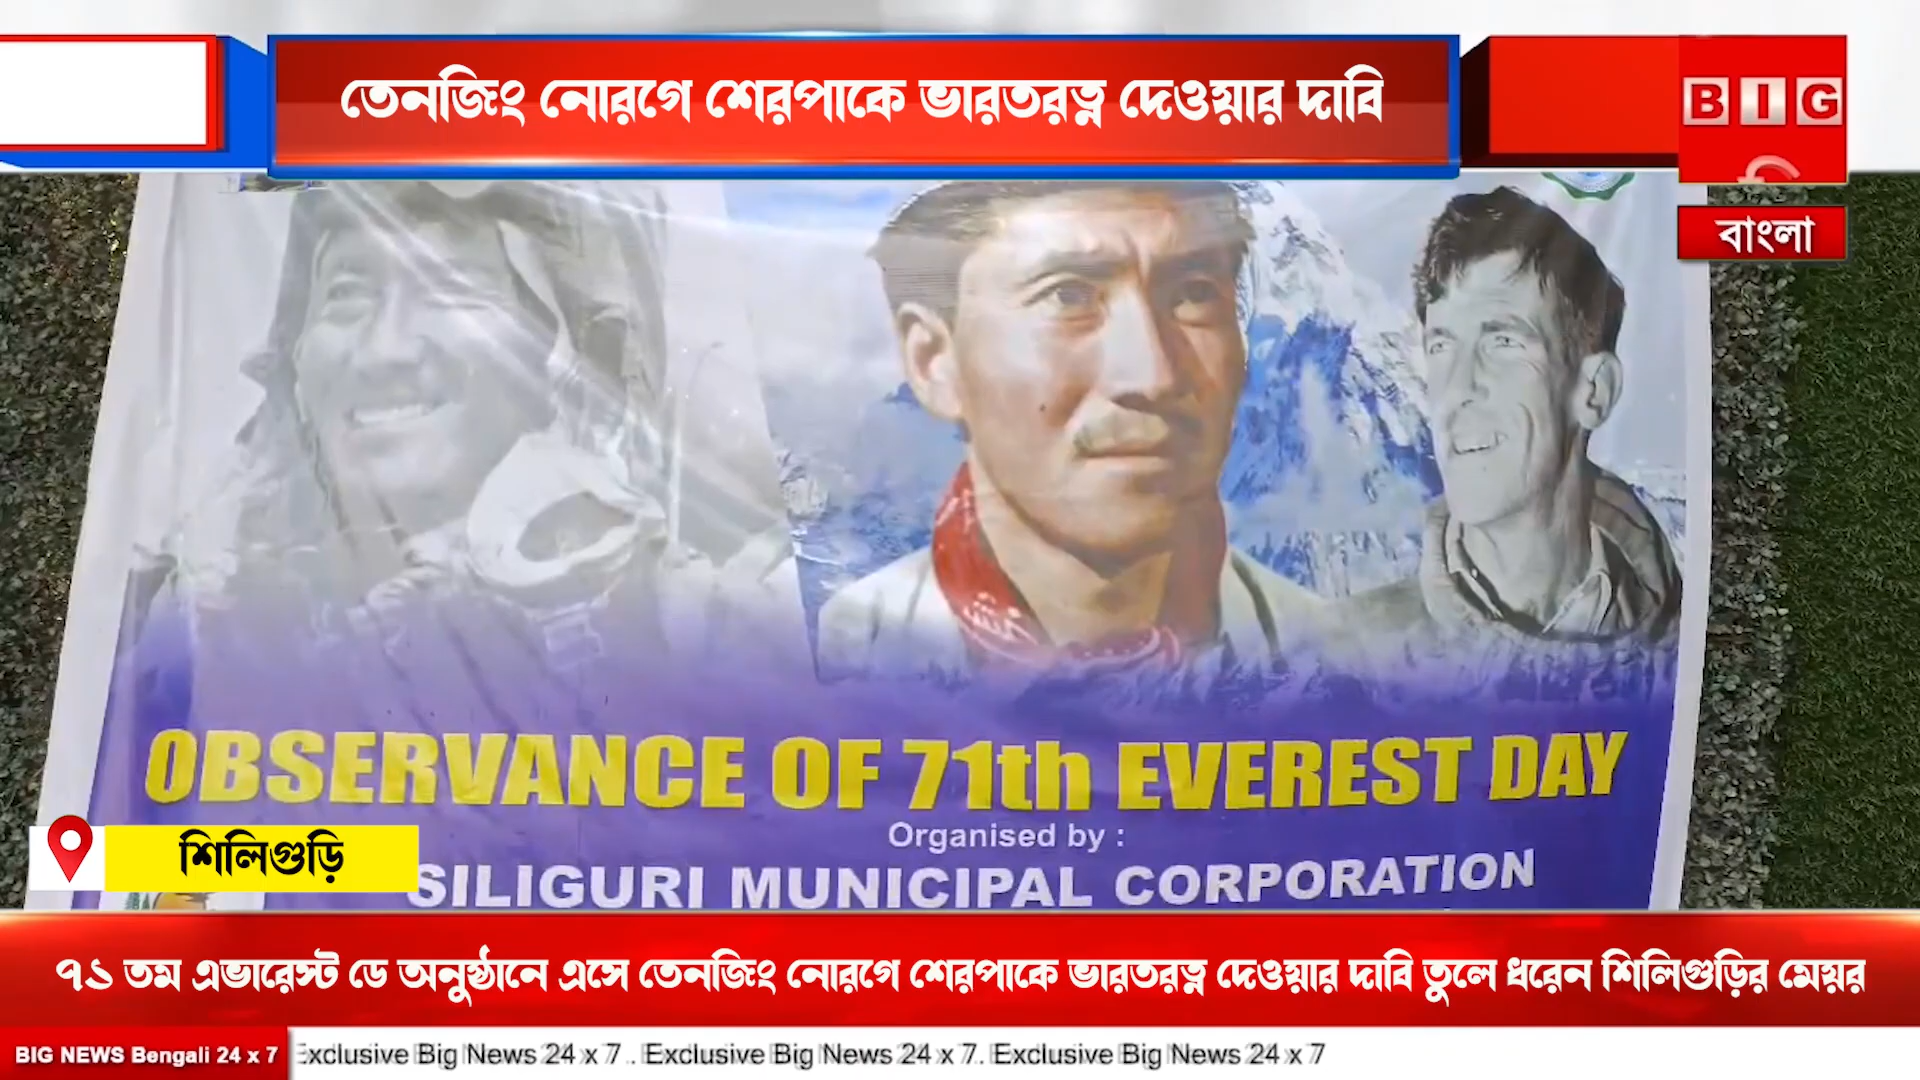 তেনজিং নোরগে শেরপাকে ভারতরত্ন দেওয়ার দাবি
BIG
বাংলা
OBSERVANCE OF 71th EVEREST DAY
Organised by :
SILIGURI MUNICIPAL CORPORATION
শিলিগুড়ি
৭১ তম এভারেস্ট ডে অনুষ্ঠানে এসে তেনজিং নোরগে শেরপাকে ভারতরত্ন দেওয়ার দাবি তুলে ধরেন শিলিগুড়ির মেয়র
BIG NEWS Bengali 24 x 7
Exclusive Big News 24 x 7 . Exclusive Big News 24 x 7. Exclusive Big News 24 x 7